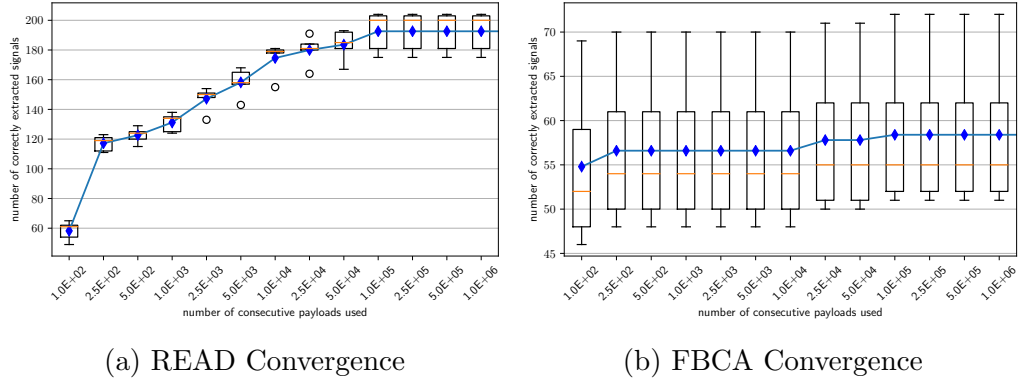 number of correctly extracted signals
200
180
160
140
120
100
80
60
1.0E+02 2.5E+02 5.0E+02 1.0E+03 2.5E+03 5.0E+03 1.0E+04 2.5E+04 5.0E+04 1.0E+05 2.5E+05 5.0E+05 1.0E+06
number of consecutive payloads used
(a) READ Convergence
number of correctly extracted signals
70
65
60
55
50
45
1.0E+02 2.5E+02 5.0E+02 1.0E+03 2.5E+03 5.0E+03 1.0E+04 2.5E+04 5.0E+04 1.0E+05 2.5E+05 5.0E+05 1.0E+06
number of consecutive payloads used
(b) FBCA Convergence